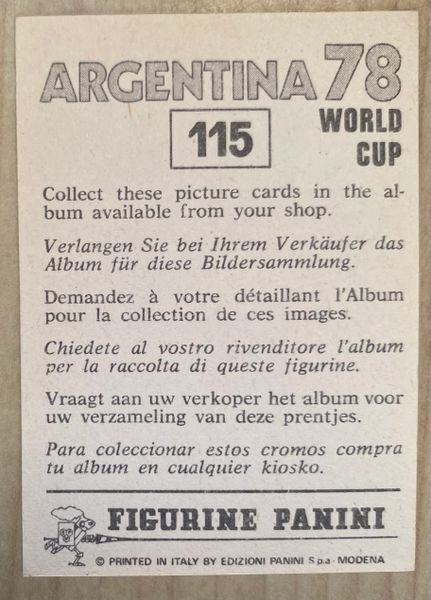 ARGENTINA 78
115
WORLD
CUP
Collect these picture cards in the al-
bum available from your shop.
Verlangen Sie bei Ihrem Verkäufer das
Album für diese Bildersammlung.
Demandez à votre détaillant l'Album
pour la collection de ces images.
Chiedete al vostro rivenditore l'album
per la raccolta di queste figurine.
Vraagt aan uw verkoper het album voor
uw verzameling van deze prentjes.
Para coleccionar estos cromos compra
tu album en cualquier kiosko.
FIGURINE PANINI
© PRINTED IN ITALY BY EDIZIONI PANINI S.p.a - MODENA